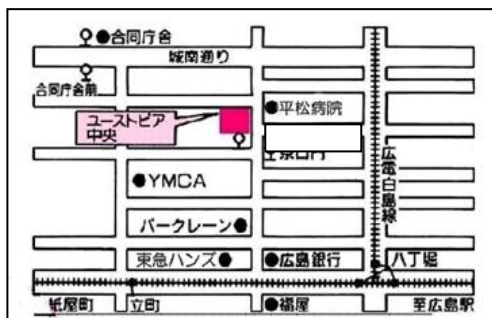 合同庁舎
城南通り
合同庁舎前
ユーストピア
中央
平松病院
広電白島線
YMCA
パークレーン
東急ハンズ
広島銀行
八丁堀
紙屋町
立町
福屋
至広島駅